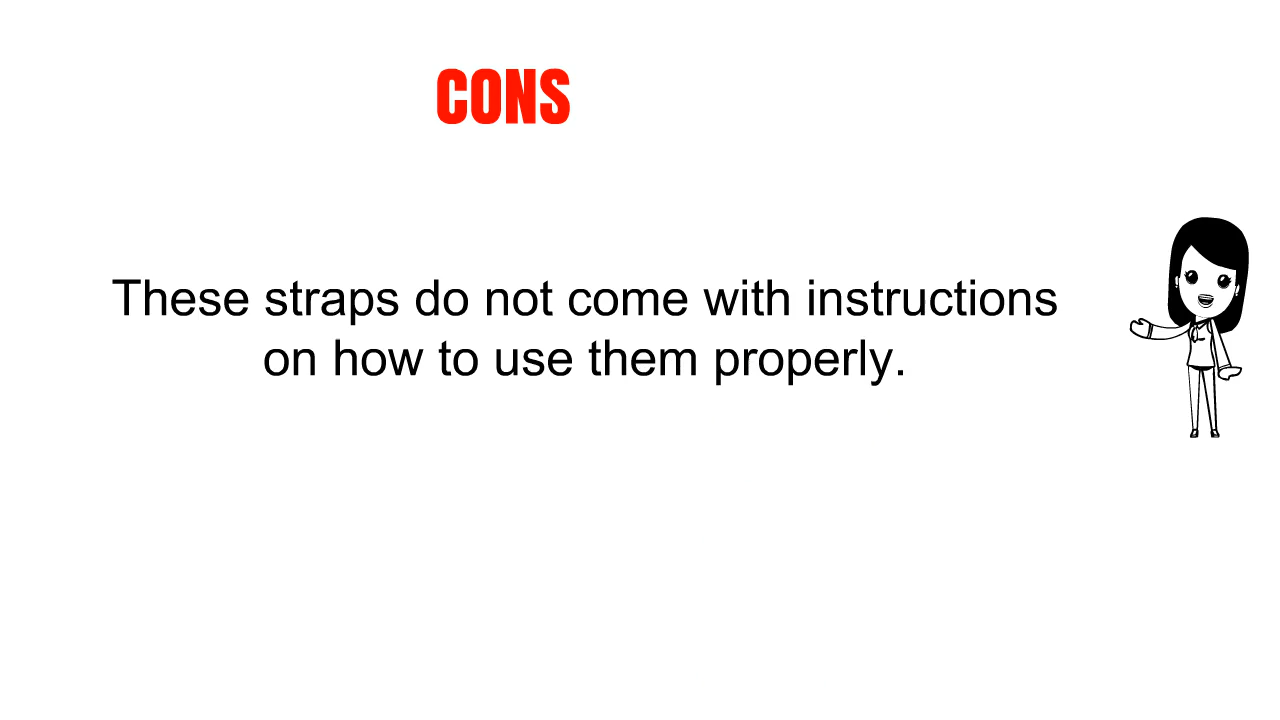 CONS
These straps do not come with instructions
on how to use them properly.